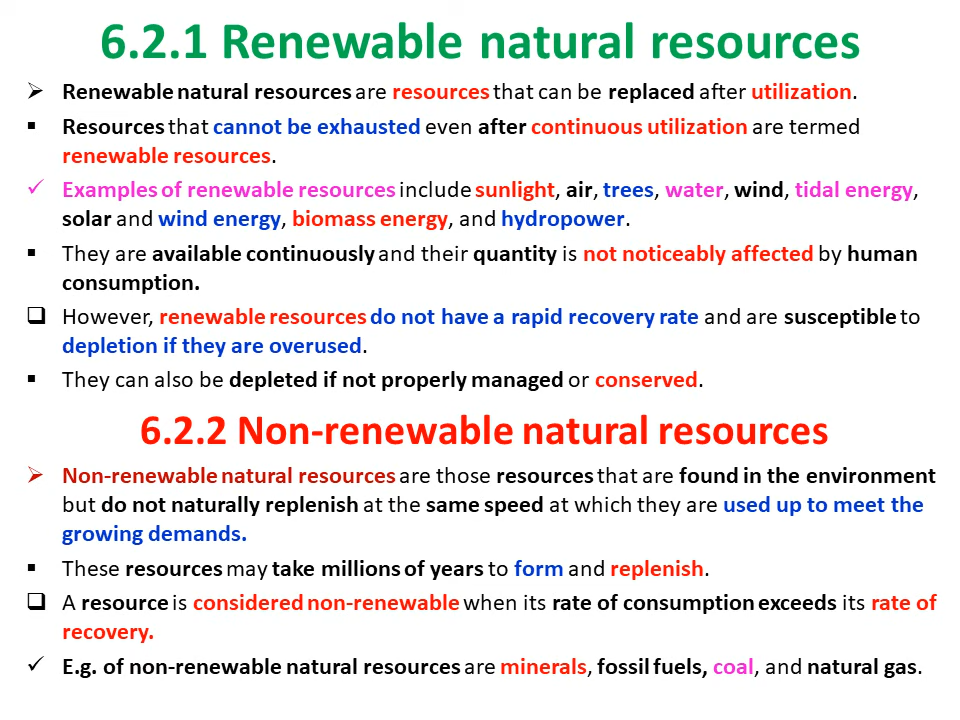 6.2.1 Renewable natural resources
➢ Renewable natural resources are resources that can be replaced after utilization.
▪ Resources that cannot be exhausted even after continuous utilization are termed
renewable resources.
✓ Examples of renewable resources include sunlight, air, trees, water, wind, tidal energy,
solar and wind energy, biomass energy, and hydropower.
▪ They are available continuously and their quantity is not noticeably affected by human
consumption.
❑ However, renewable resources do not have a rapid recovery rate and are susceptible to
depletion if they are overused.
▪ They can also be depleted if not properly managed or conserved.
6.2.2 Non-renewable natural resources
➢ Non-renewable natural resources are those resources that are found in the environment
but do not naturally replenish at the same speed at which they are used up to meet the
growing demands.
▪ These resources may take millions of years to form and replenish.
❑ A resource is considered non-renewable when its rate of consumption exceeds its rate of
recovery.
✓ E.g. of non-renewable natural resources are minerals, fossil fuels, coal, and natural gas.